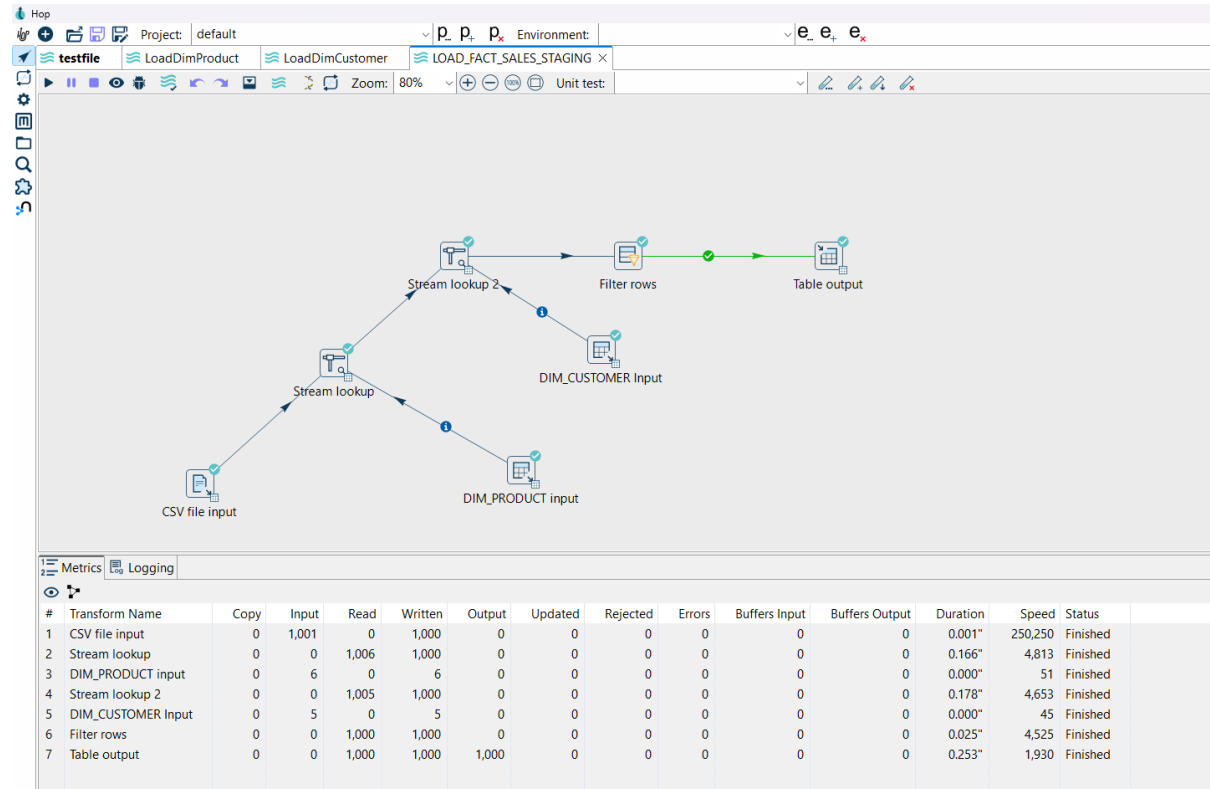 Hop
Project: default Environment:
testfile LoadDimProduct LoadDimCustomer LOAD_FACT_SALES_STAGING
Zoom: 80% 100% Unit test:
Stream lookup 2 Filter rows Table output
DIM_CUSTOMER Input
Stream lookup
DIM_PRODUCT input
CSV file input
Metrics Logging
# Transform Name Copy Input Read Written Output Updated Rejected Errors Buffers Input Buffers Output Duration Speed Status
1 CSV file input 0 1,001 0 1,000 0 0 0 0 0 0 0.001" 250,250 Finished
2 Stream lookup 0 0 1,006 1,000 0 0 0 0 0 0 0.166" 4,813 Finished
3 DIM_PRODUCT input 0 6 0 6 0 0 0 0 0 0 0.000" 51 Finished
4 Stream lookup 2 0 0 1,005 1,000 0 0 0 0 0 0 0.178" 4,653 Finished
5 DIM_CUSTOMER Input 0 5 0 5 0 0 0 0 0 0 0.000" 45 Finished
6 Filter rows 0 0 1,000 1,000 0 0 0 0 0 0 0.025" 4,525 Finished
7 Table output 0 0 1,000 1,000 1,000 0 0 0 0 0 0.253" 1,930 Finished